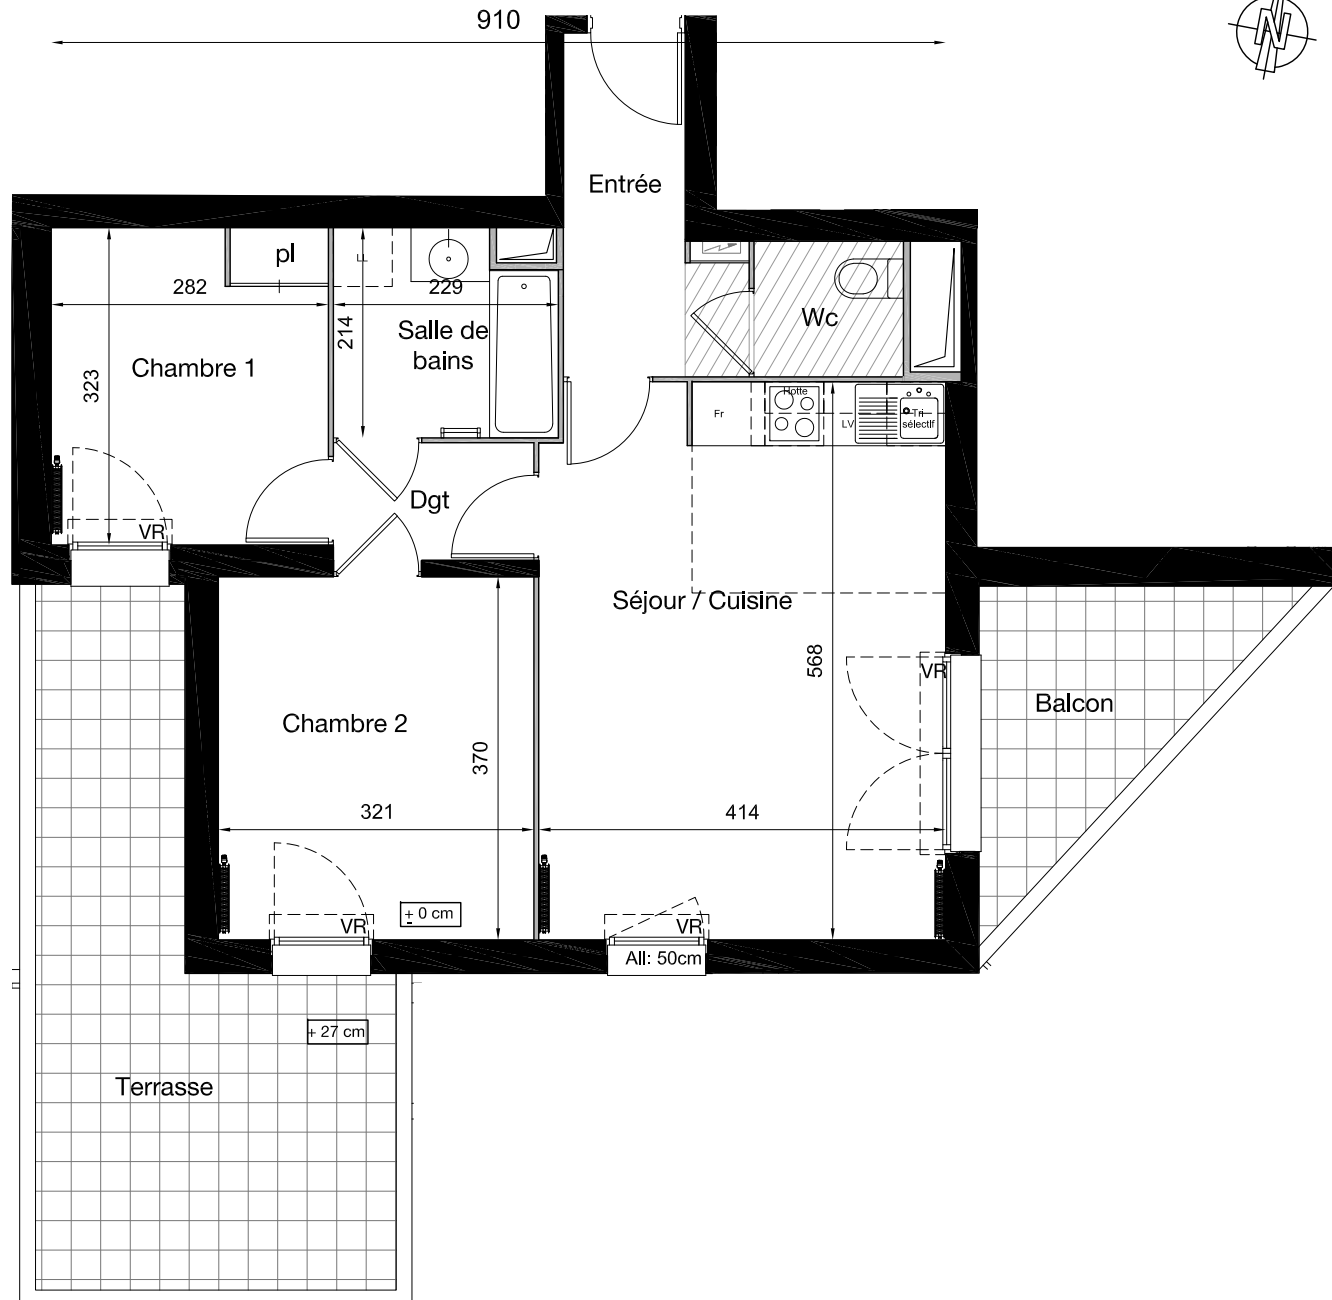 910
N
Entrée
pl
F
282
229
Wc
214
Salle de
bains
Chambre 1
323
Hotte
Fr
LV
Tri
sélectif
Dgt
VR
Séjour / Cuisine
568
VR
Balcon
Chambre 2
370
321
414
± 0 cm
VR
VR
All: 50cm
+ 27 cm
Terrasse